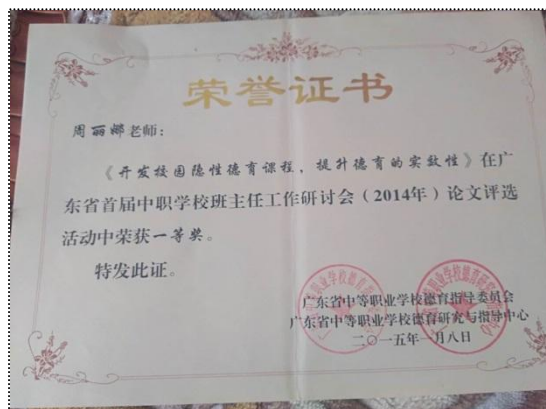 荣誉证书
周丽娜老师：
《开发校园隐性德育课程，提升德育的实效性》在广
东省首届中职学校班主任工作研讨会（2014年）论文评选
活动中荣获一等奖。
特发此证。
广东省中等职业学校德育指导委员会
广东省中等职业学校德育研究与指导中心
二〇一五年一月八日